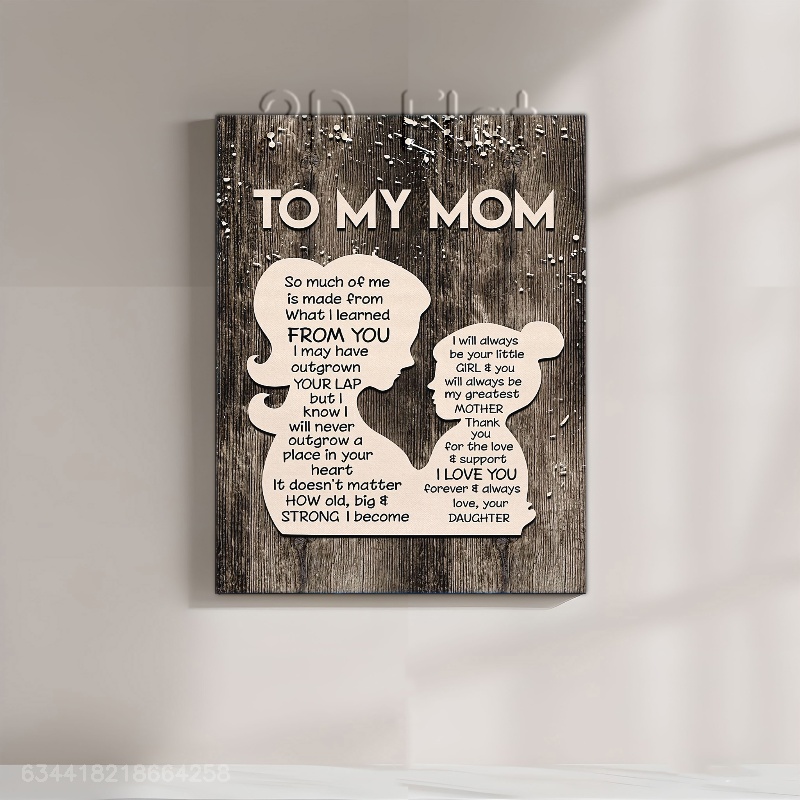 2D Flat
TO MY MOM
So much of me
is made from
What I learned
FROM YOU
I may have
outgrown
YOUR LAP
but I
know I
will never
outgrow a
place in your
heart
It doesn't matter
HOW old, big &
STRONG I become
I will always
be your little
GIRL & you
will always be
my greatest
MOTHER
Thank
you
for the love
& support
I LOVE YOU
forever & always
love, your
DAUGHTER
634418218664258